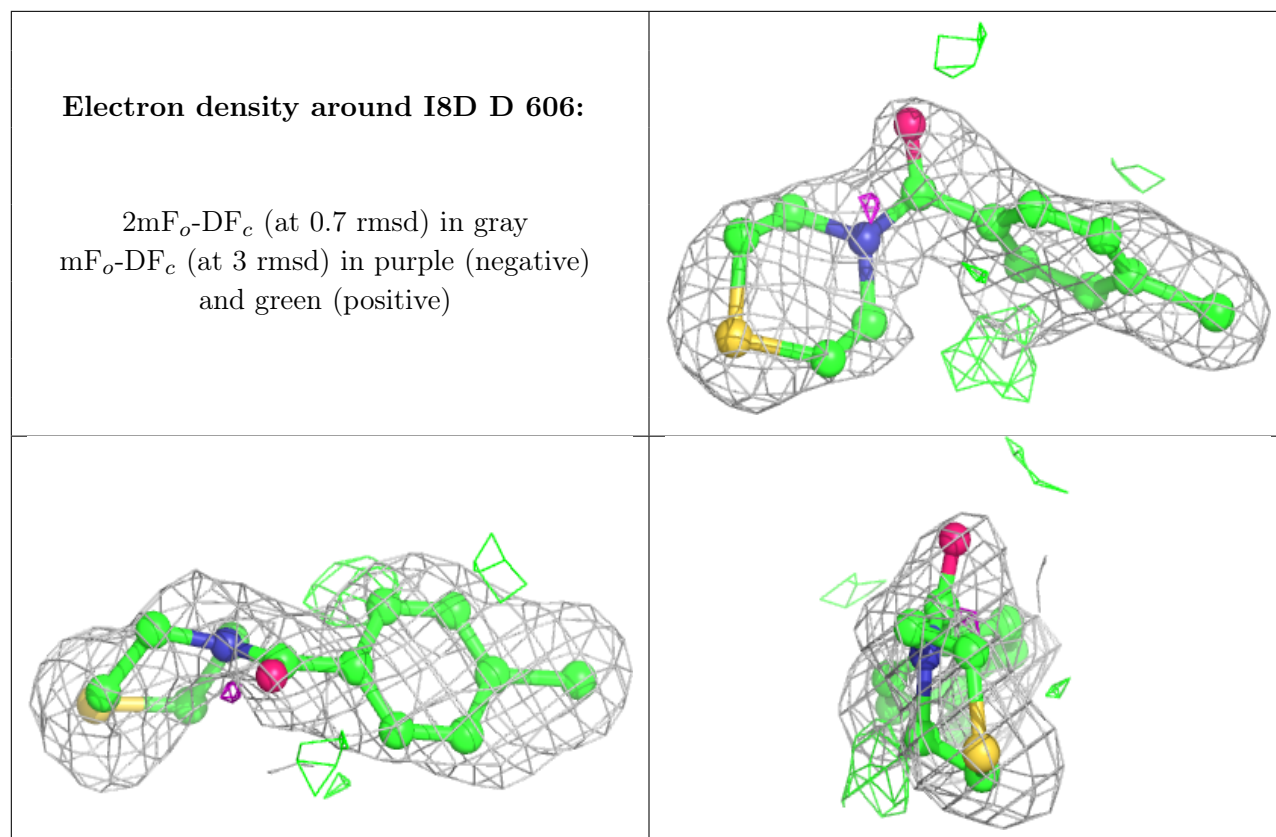 Electron density around I8D D 606:
2mFo-DFc (at 0.7 rmsd) in gray
mFo-DFc (at 3 rmsd) in purple (negative)
and green (positive)